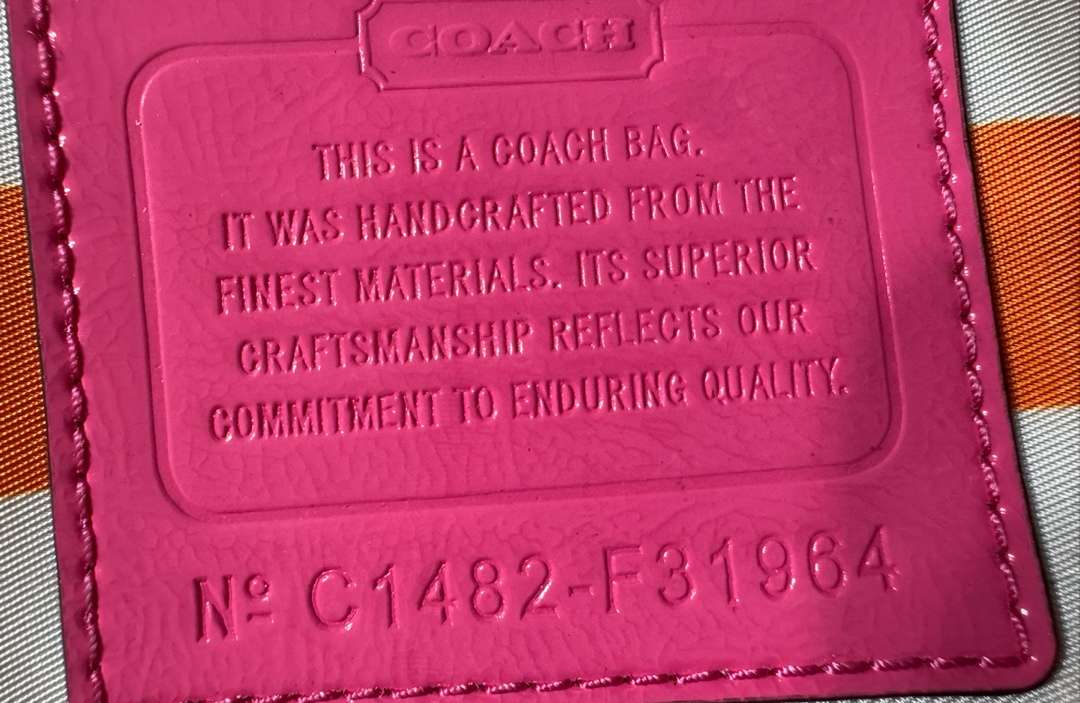 COACH
THIS IS A COACH BAG.
IT WAS HANDCRAFTED FROM THE
FINEST MATERIALS. ITS SUPERIOR
CRAFTSMANSHIP REFLECTS OUR
COMMITMENT TO ENDURING QUALITY.
Nº C1482-F31964